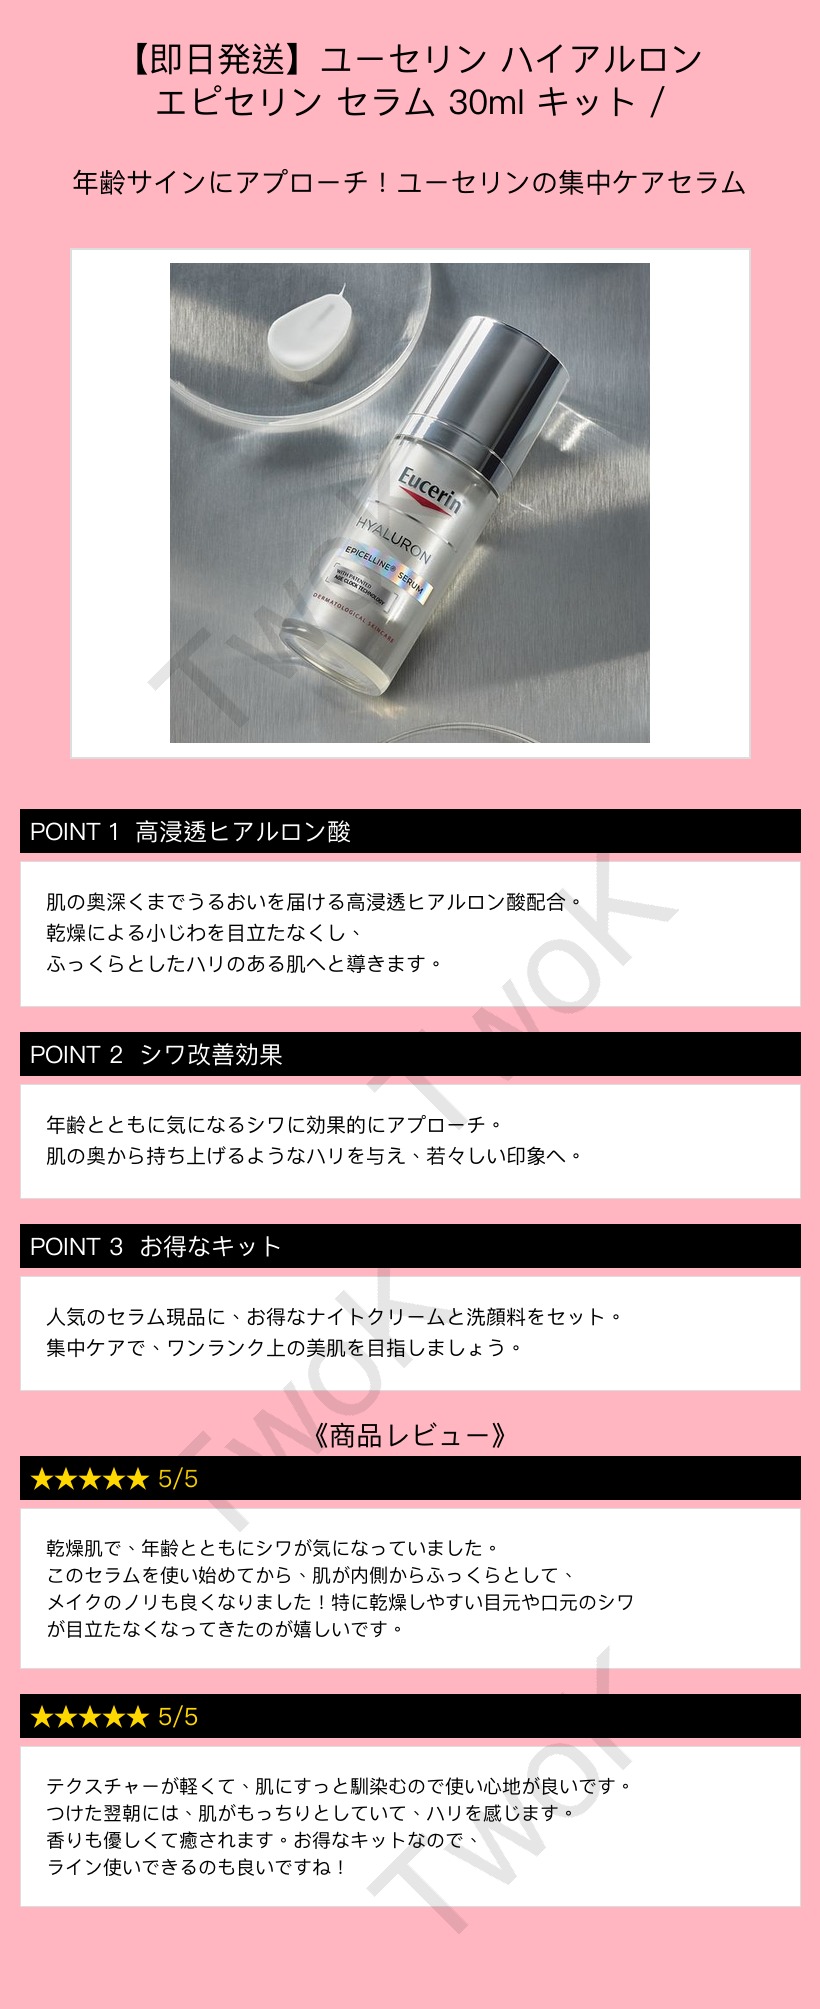 【即日発送】ユーセリン ハイアルロン
エピセリン セラム 30ml キット /
年齢サインにアプローチ！ユーセリンの集中ケアセラム
Eucerin
HYALURON
EPICELLINE® SERUM
WITH PATENTED
AGE CLOCK TECHNOLOGY
DERMATOLOGICAL SKINCARE
TwoK
POINT 1 高浸透ヒアルロン酸
肌の奥深くまでうるおいを届ける高浸透ヒアルロン酸配合。
乾燥による小じわを目立たなくし、
ふっくらとしたハリのある肌へと導きます。
TwoK
POINT 2 シワ改善効果
年齢とともに気になるシワに効果的にアプローチ。
肌の奥から持ち上げるようなハリを与え、若々しい印象へ。
POINT 3 お得なキット
人気のセラム現品に、お得なナイトクリームと洗顔料をセット。
集中ケアで、ワンランク上の美肌を目指しましょう。
TwoK
《商品レビュー》
★★★★★ 5/5
乾燥肌で、年齢とともにシワが気になっていました。
このセラムを使い始めてから、肌が内側からふっくらとして、
メイクのノリも良くなりました！特に乾燥しやすい目元や口元のシワ
が目立たなくなってきたのが嬉しいです。
★★★★★ 5/5
テクスチャーが軽くて、肌にすっと馴染むので使い心地が良いです。
つけた翌朝には、肌がもっちりとしていて、ハリを感じます。
香りも優しくて癒されます。お得なキットなので、
ライン使いできるのも良いですね！
TwoK